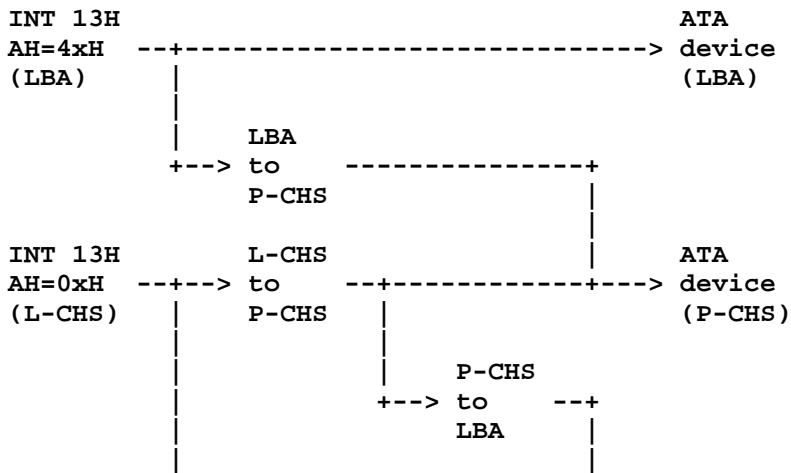 INT 13H                              ATA
AH=4xH --+-----------------------------> device
(LBA)    |                              (LBA)
         |
         |    LBA
         +--> to    ---------------+
              P-CHS                |
                                   |
INT 13H       L-CHS                |    ATA
AH=0xH --+--> to    --+------------+---> device
(L-CHS)  |    P-CHS   |                 (P-CHS)
         |            |
         |            |    P-CHS
         |            +--> to    --+
         |                 LBA     |
         |                         |